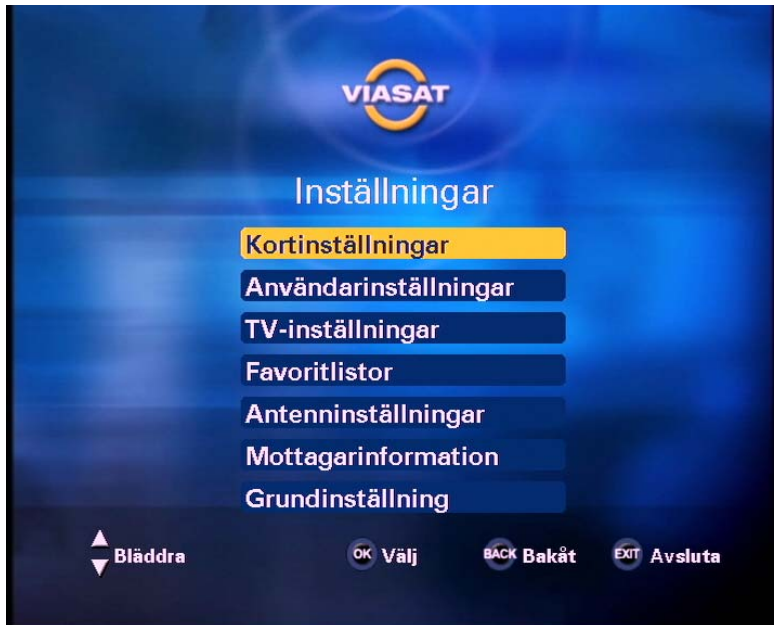 VIASAT
Inställningar
Kortinställningar
Användarinställningar
TV-inställningar
Favoritlistor
Antenninställningar
Mottagarinformation
Grundinställning
Bläddra OK Välj BACK Bakåt EXIT Avsluta